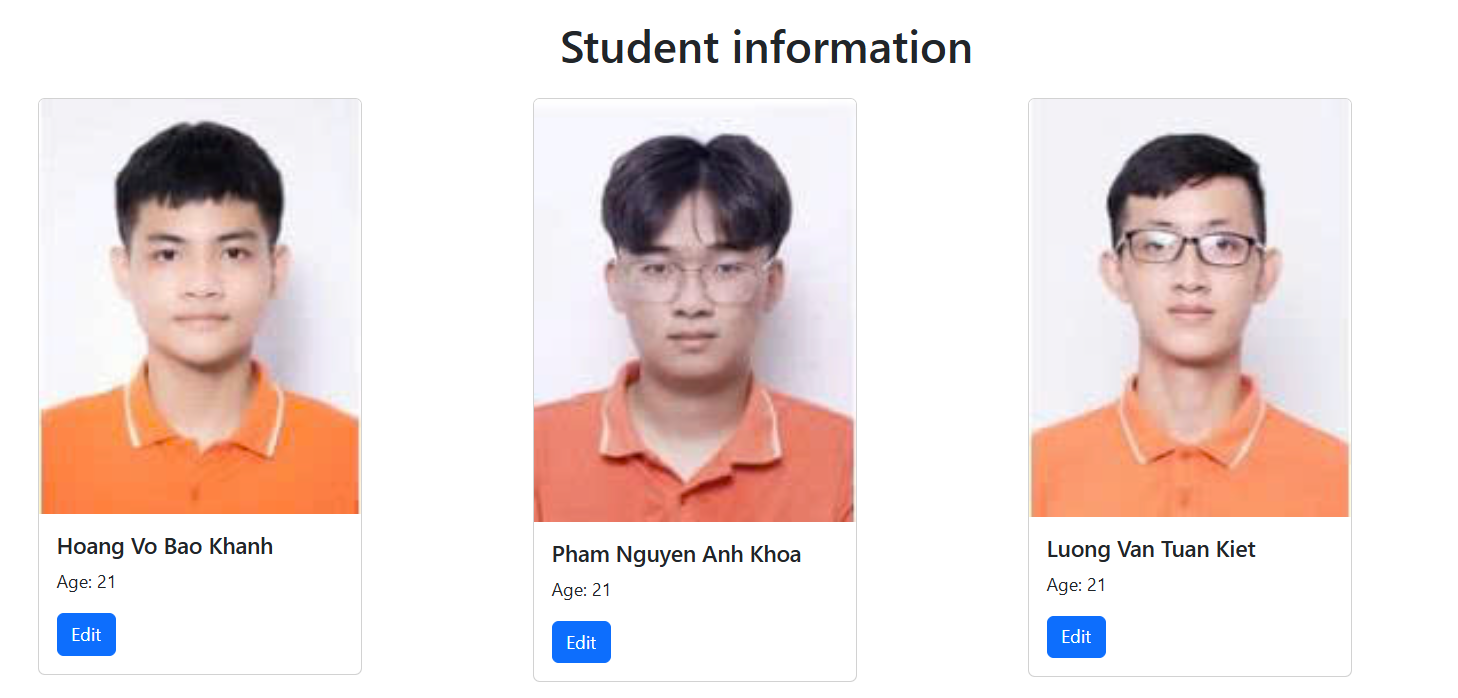 Student information
Hoang Vo Bao Khanh
Age: 21
Edit
Pham Nguyen Anh Khoa
Age: 21
Edit
Luong Van Tuan Kiet
Age: 21
Edit